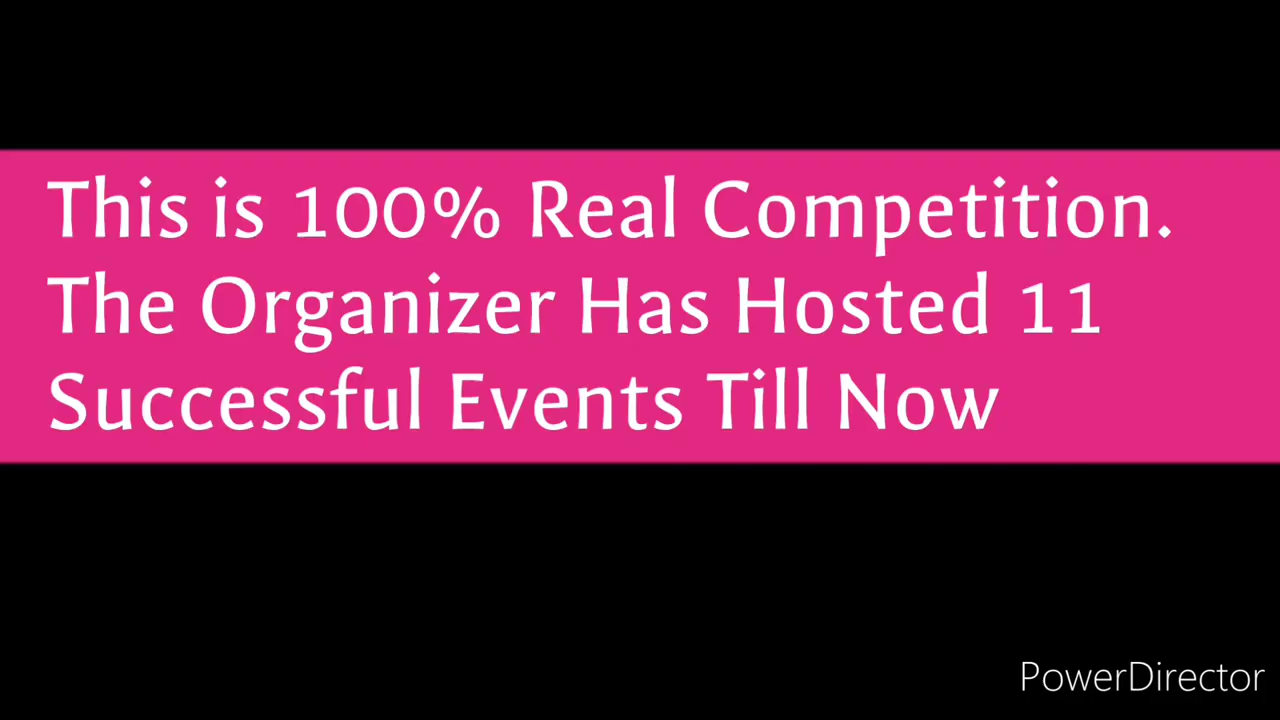 This is 100% Real Competition.
The Organizer Has Hosted 11
Successful Events Till Now
PowerDirector